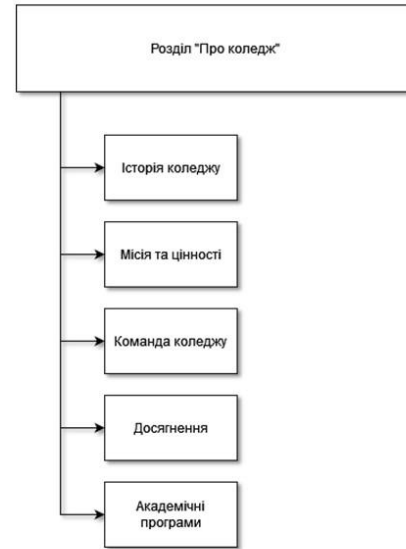 Розділ "Про коледж"
Історія коледжу
Місія та цінності
Команда коледжу
Досягнення
Академічні
програми